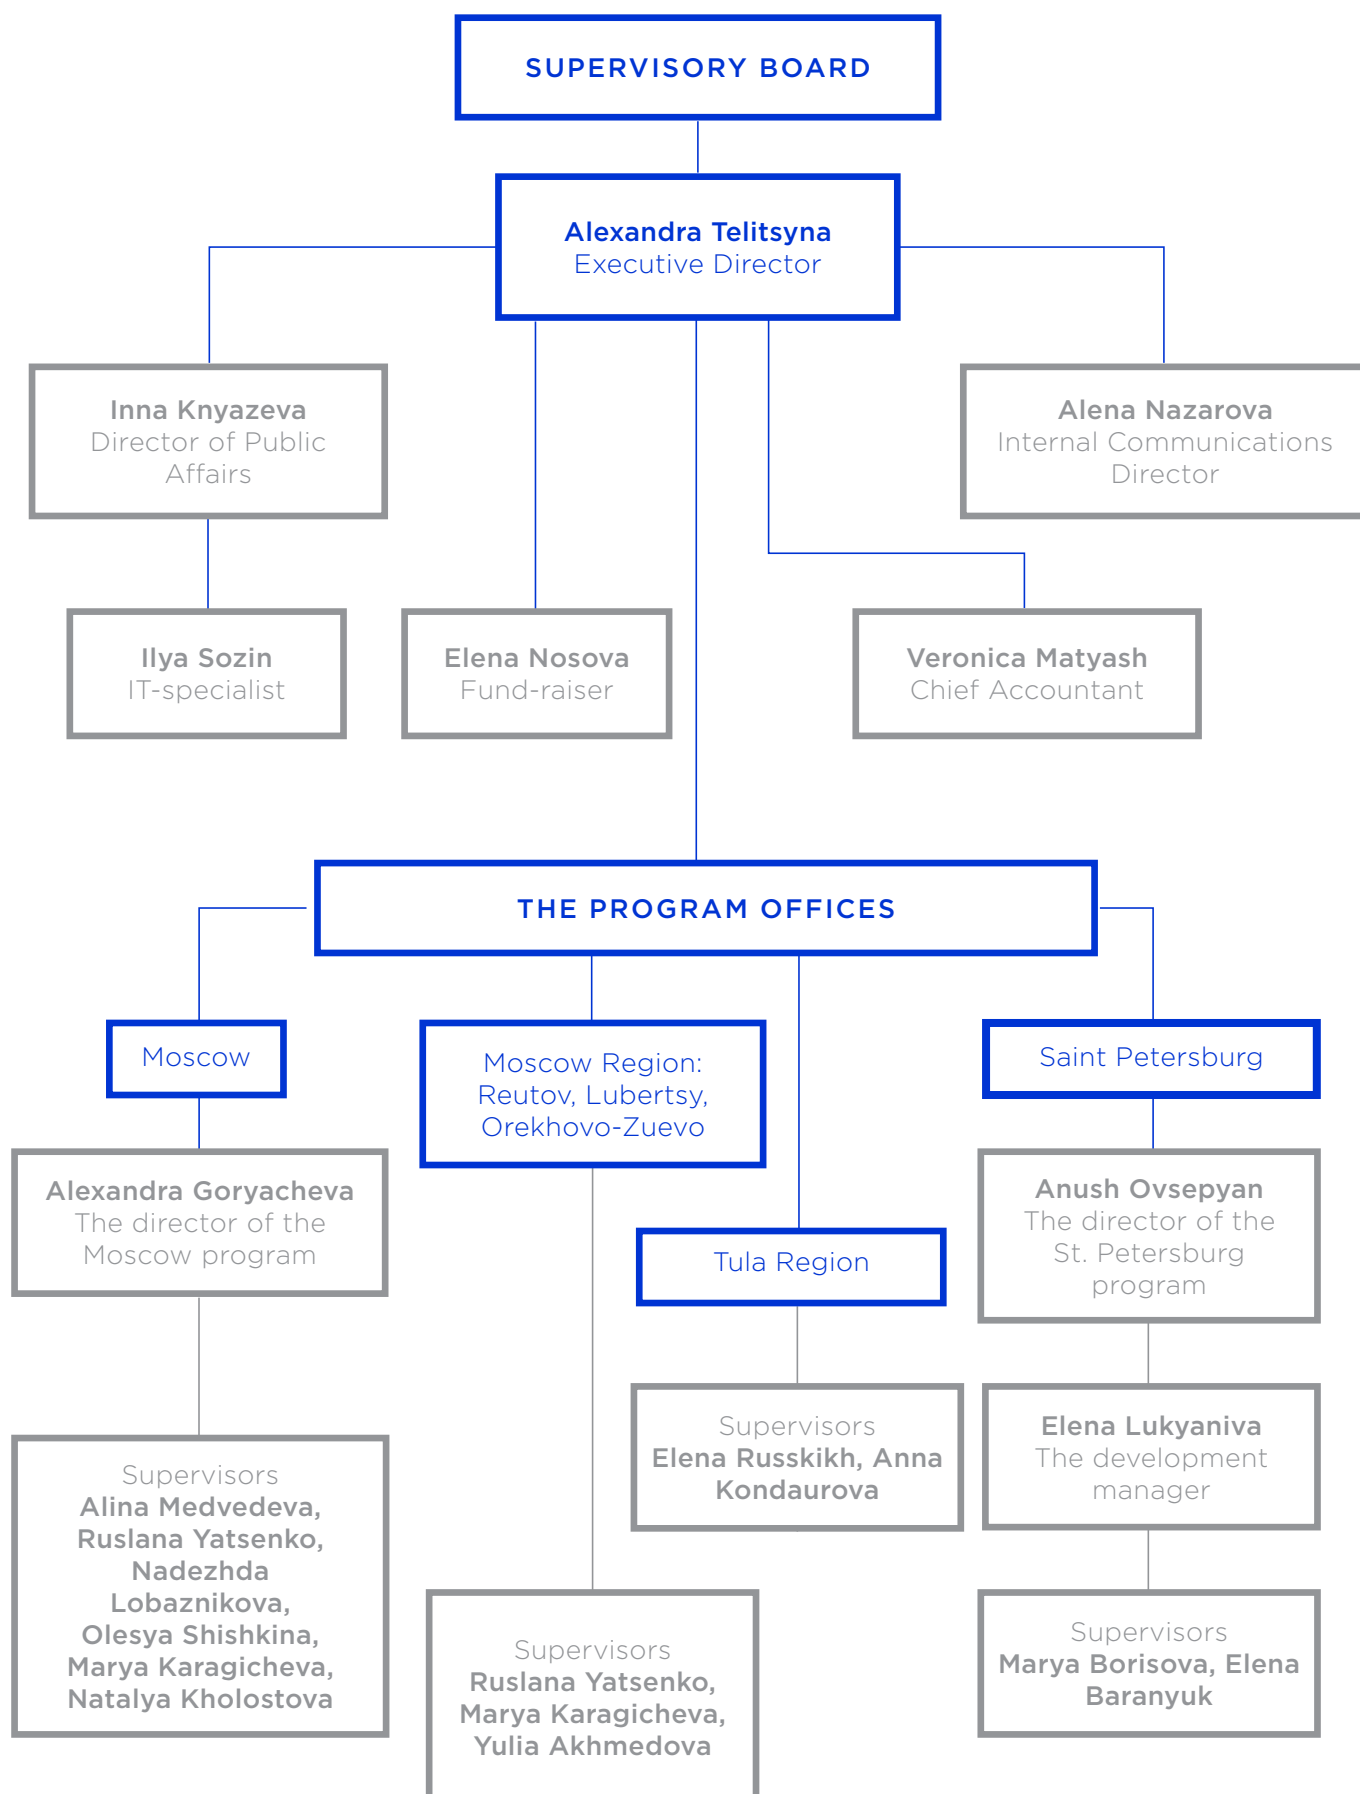 SUPERVISORY BOARD
Alexandra Telitsyna
Executive Director
Inna Knyazeva
Director of Public
Affairs
Alena Nazarova
Internal Communications
Director
Ilya Sozin
IT-specialist
Elena Nosova
Fund-raiser
Veronica Matyash
Chief Accountant
THE PROGRAM OFFICES
Moscow
Moscow Region:
Reutov, Lubertsy,
Orekhovo-Zuevo
Saint Petersburg
Alexandra Goryacheva
The director of the
Moscow program
Tula Region
Anush Ovsepyan
The director of the
St. Petersburg
program
Supervisors
Elena Russkikh, Anna
Kondaurova
Elena Lukyaniva
The development
manager
Supervisors
Alina Medvedeva,
Ruslana Yatsenko,
Nadezhda
Lobaznikova,
Olesya Shishkina,
Marya Karagicheva,
Natalya Kholostova
Supervisors
Ruslana Yatsenko,
Marya Karagicheva,
Yulia Akhmedova
Supervisors
Marya Borisova, Elena
Baranyuk